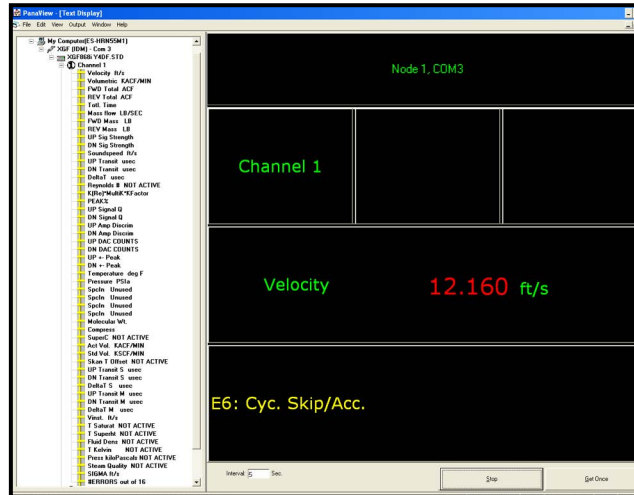 PanaView - [Text Display]
File Edit View Output Window Help
My Computer(ES-HRN55M1)
XGF (IDM) - Com 3
XGF868i Y4DF.STD
Channel 1
Velocity ft/s
Volumetric KACF/MIN
FWD Total ACF
REV Total ACF
Totl. Time
Mass flow LB/SEC
FWD Mass LB
REV Mass LB
UP Sig Strength
DN Sig Strength
Soundspeed ft/s
UP Transit usec
DN Transit usec
DeltaT usec
Reynolds # NOT ACTIVE
K(Re)*MultiK*KFactor
PEAK%
UP Signal Q
DN Signal Q
UP Amp Discrim
DN Amp Discrim
UP DAC COUNTS
DN DAC COUNTS
UP +- Peak
DN +- Peak
Temperature deg F
Pressure PSIa
Spcln Unused
Spcln Unused
Spcln Unused
Spcln Unused
Molecular Wt.
Compress
SuperC NOT ACTIVE
Act Vol. KACF/MIN
Std Vol. KSCF/MIN
Skan T Offset NOT ACTIVE
UP Transit S usec
DN Transit S usec
DeltaT S usec
UP Transit M usec
DN Transit M usec
DeltaT M usec
Vinst. ft/s
T Saturat NOT ACTIVE
T Superht NOT ACTIVE
Fluid Dens NOT ACTIVE
T Kelvin NOT ACTIVE
Press kiloPascals NOT ACTIVE
Steam Quality NOT ACTIVE
SIGMA ft/s
#ERRORS out of 16
Node 1, COM3
Channel 1
Velocity 12.160 ft/s
E6: Cyc. Skip/Acc.
Interval 5 Sec. Stop Get Once